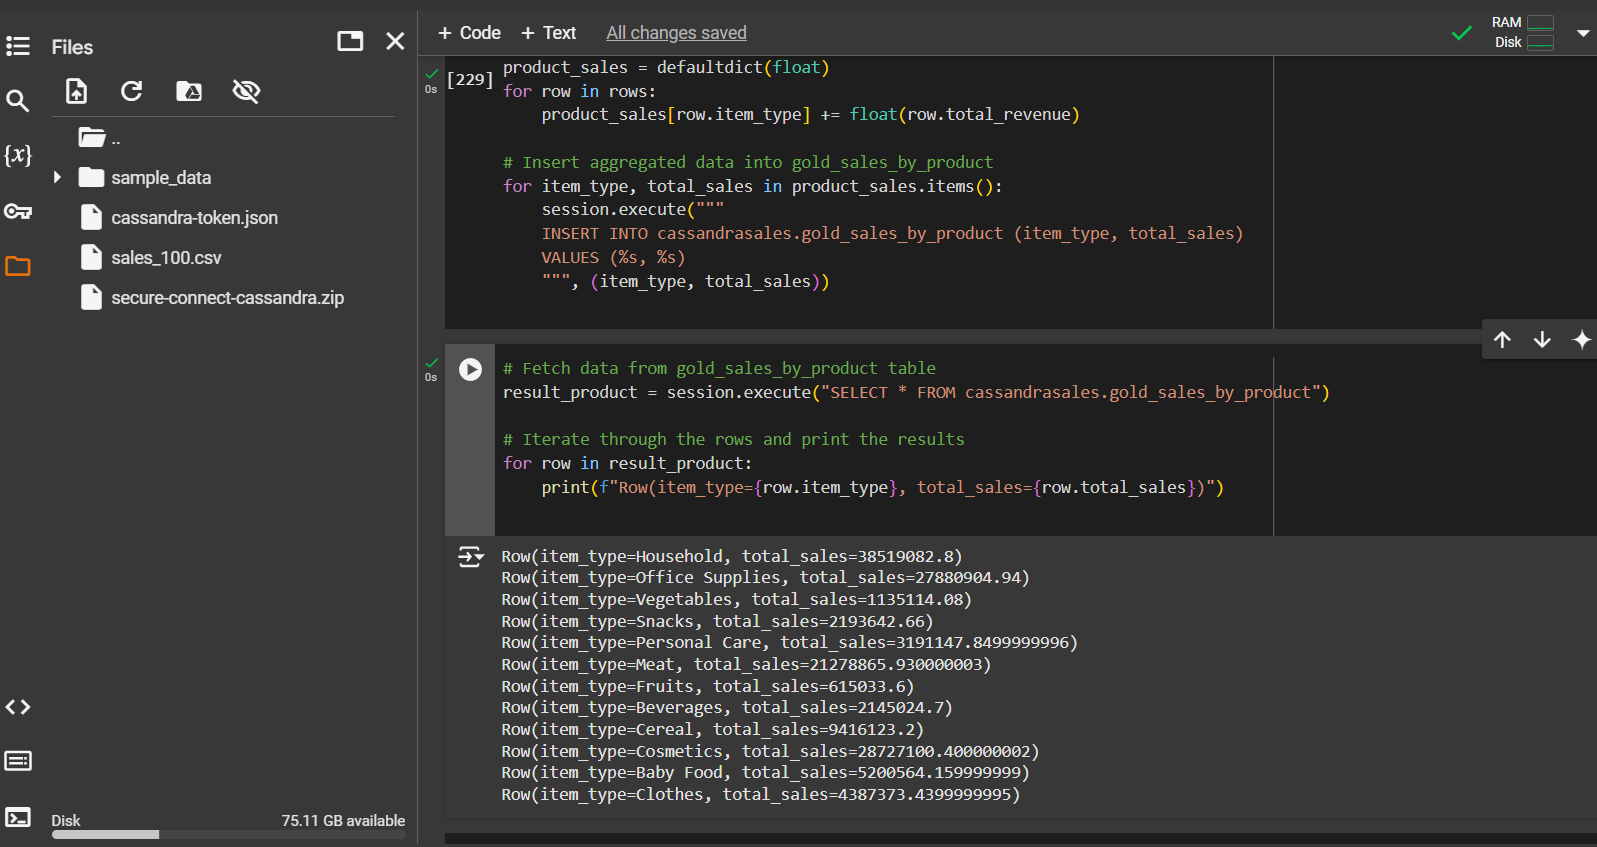 Files
..
sample_data
cassandra-token.json
sales_100.csv
secure-connect-cassandra.zip
Disk
75.11 GB available
+ Code + Text All changes saved
RAM
Disk
0s
[229]
product_sales = defaultdict(float)
for row in rows:
    product_sales[row.item_type] += float(row.total_revenue)
# Insert aggregated data into gold_sales_by_product
for item_type, total_sales in product_sales.items():
    session.execute("""
    INSERT INTO cassandrasales.gold_sales_by_product (item_type, total_sales)
    VALUES (%s, %s)
    """, (item_type, total_sales))
0s
# Fetch data from gold_sales_by_product table
result_product = session.execute("SELECT * FROM cassandrasales.gold_sales_by_product")
# Iterate through the rows and print the results
for row in result_product:
    print(f"Row(item_type={row.item_type}, total_sales={row.total_sales})")
Row(item_type=Household, total_sales=38519082.8)
Row(item_type=Office Supplies, total_sales=27880904.94)
Row(item_type=Vegetables, total_sales=1135114.08)
Row(item_type=Snacks, total_sales=2193642.66)
Row(item_type=Personal Care, total_sales=3191147.8499999996)
Row(item_type=Meat, total_sales=21278865.930000003)
Row(item_type=Fruits, total_sales=615033.6)
Row(item_type=Beverages, total_sales=2145024.7)
Row(item_type=Cereal, total_sales=9416123.2)
Row(item_type=Cosmetics, total_sales=28727100.400000002)
Row(item_type=Baby Food, total_sales=5200564.159999999)
Row(item_type=Clothes, total_sales=4387373.4399999995)